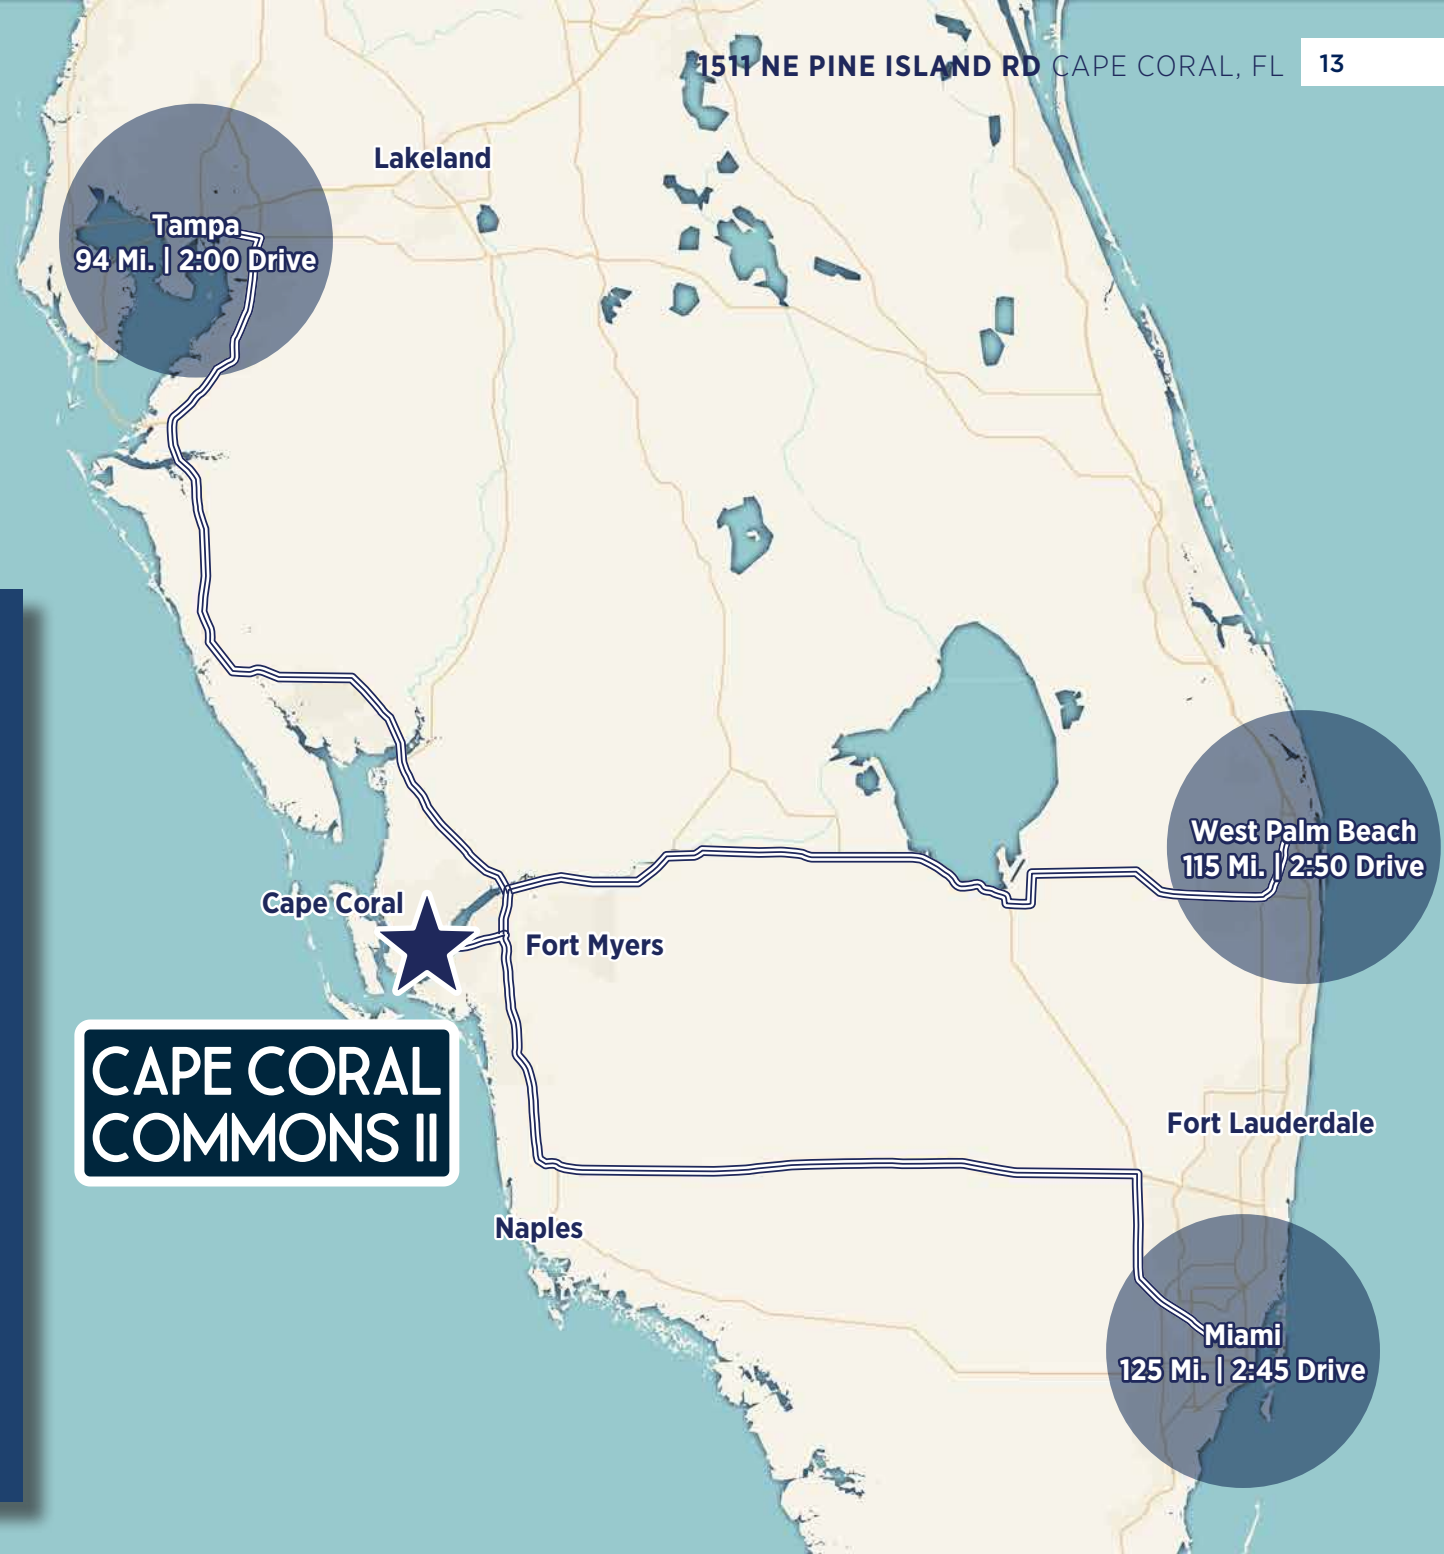 1511 NE PINE ISLAND RD CAPE CORAL, FL 13
Lakeland
Tampa
94 Mi. | 2:00 Drive
West Palm Beach
115 Mi. | 2:50 Drive
Cape Coral
Fort Myers
CAPE CORAL
COMMONS II
Fort Lauderdale
Naples
Miami
125 Mi. | 2:45 Drive